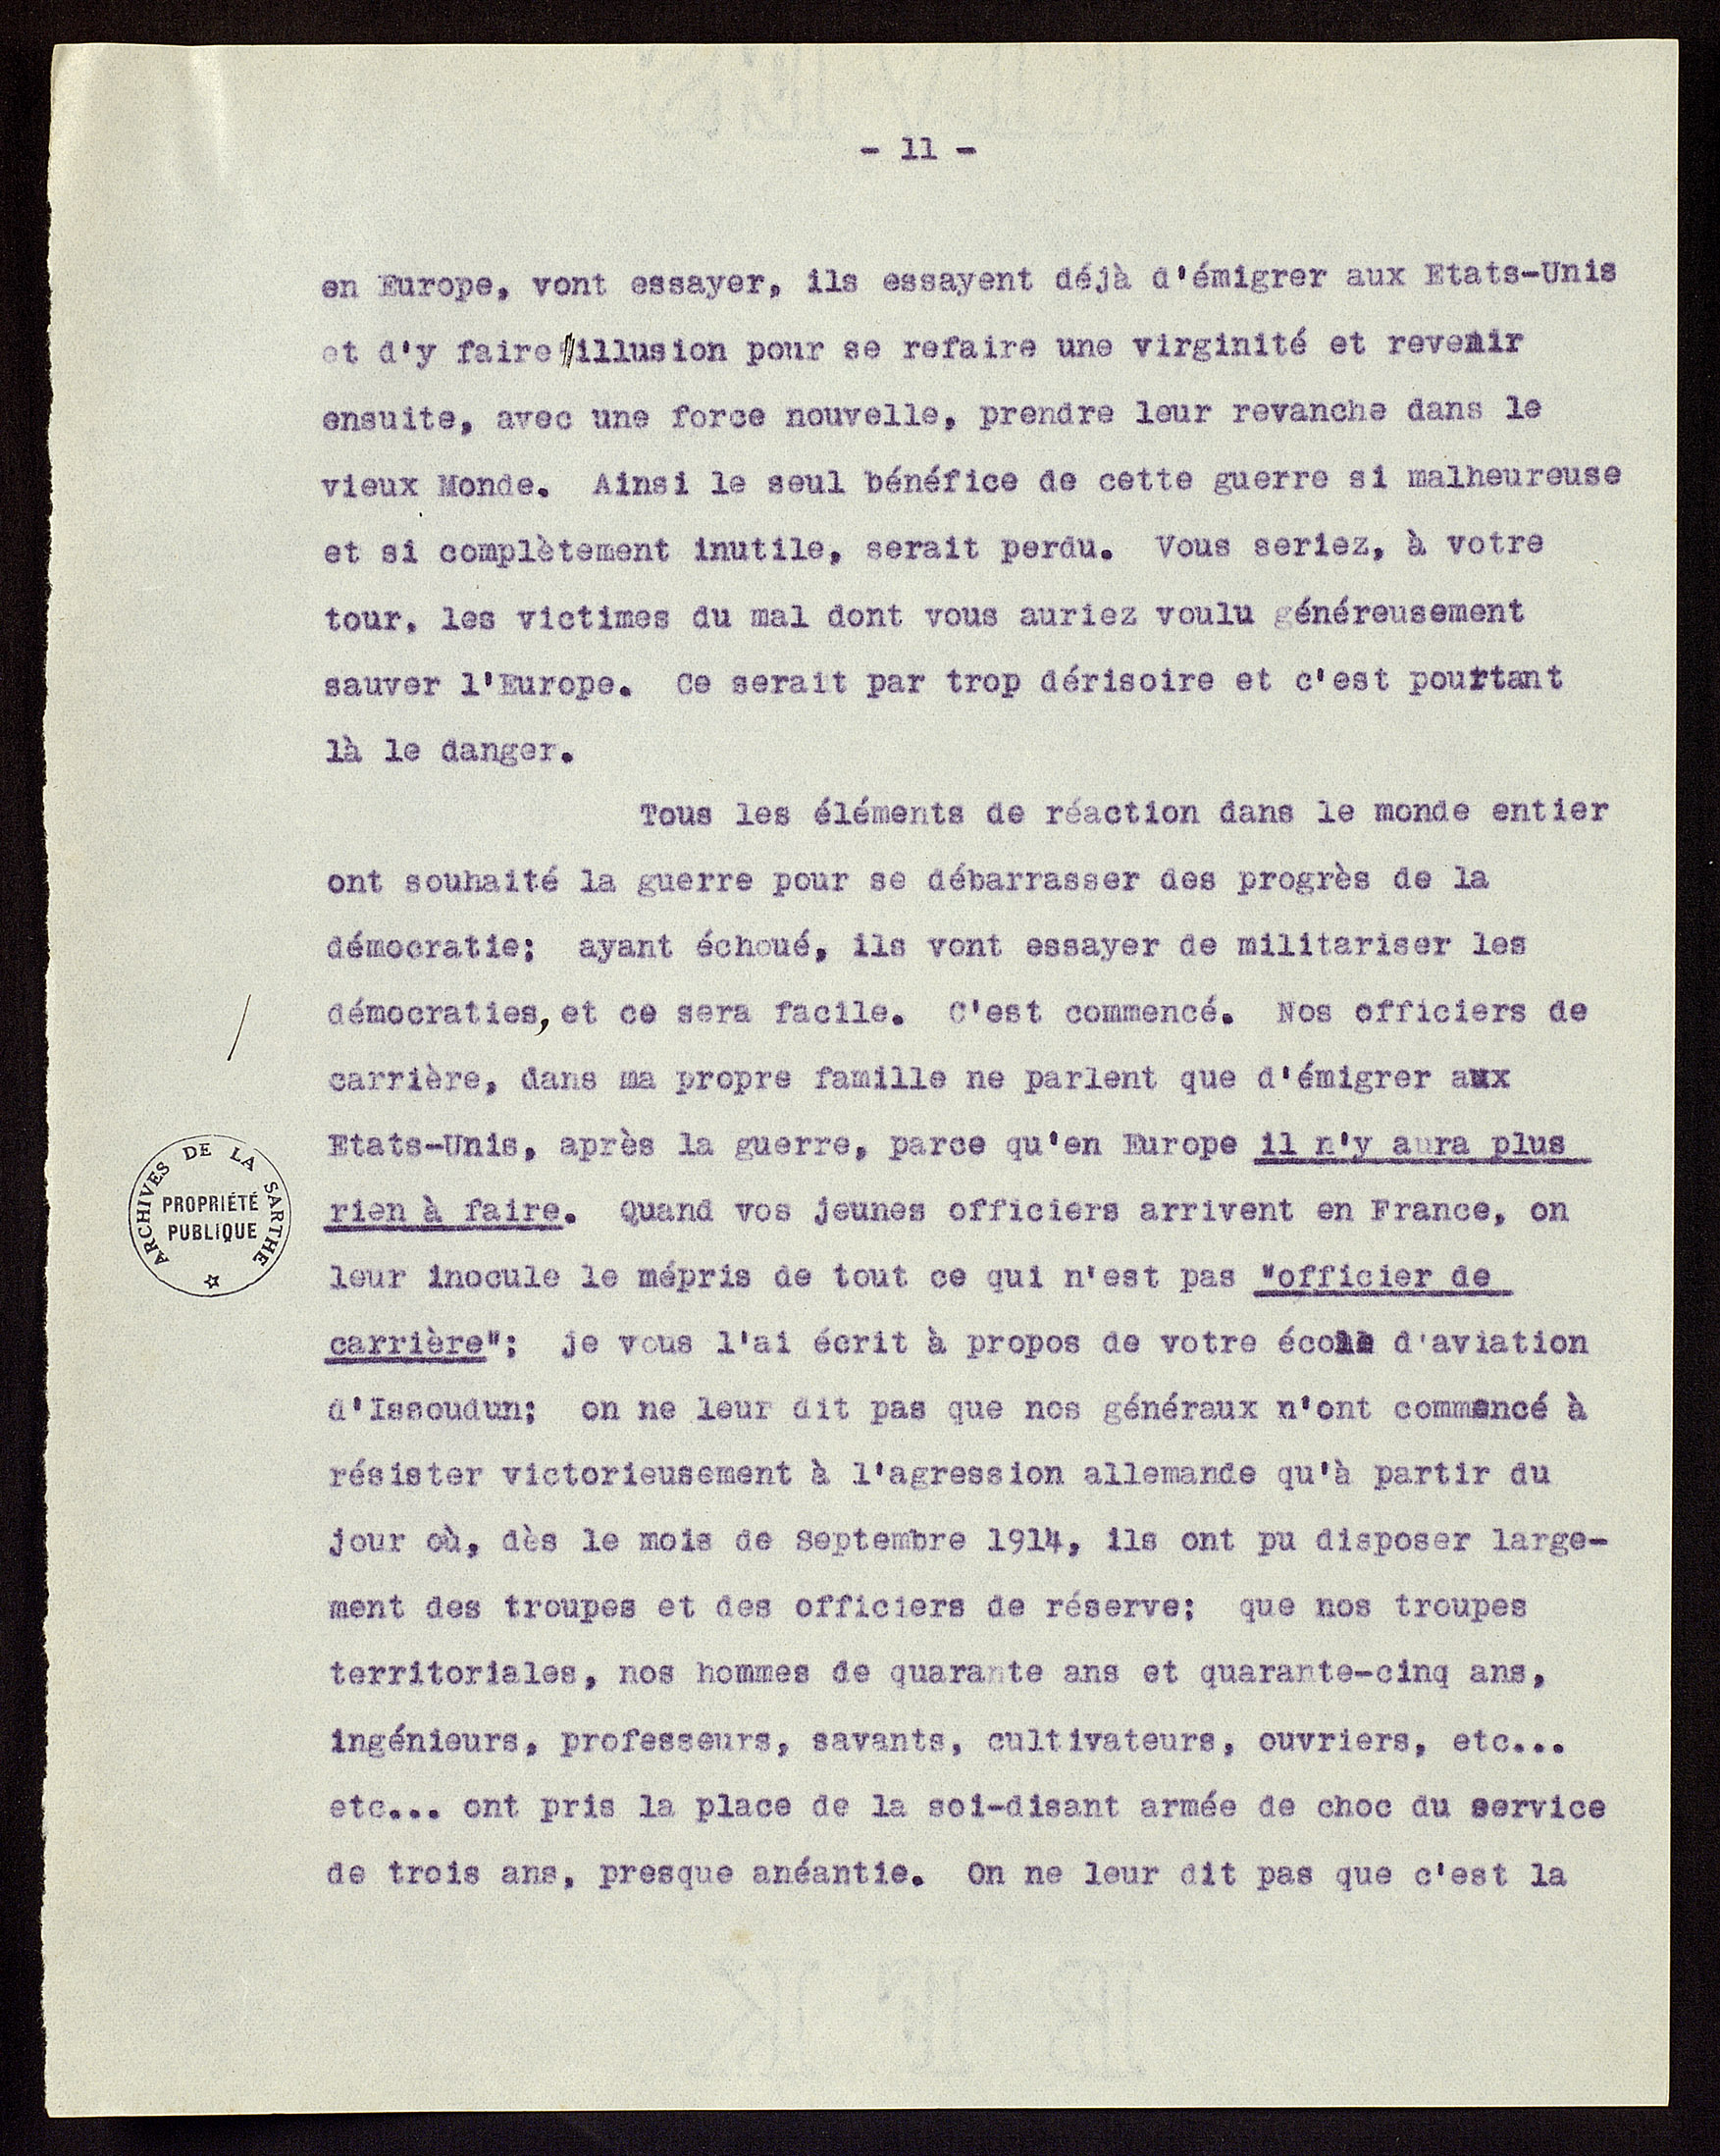 - 11 -
en Europe, vont essayer, ils essayent déjà d'émigrer aux Etats-Unis
et d'y faire illusion pour se refaire une virginité et revenir
ensuite, avec une force nouvelle, prendre leur revanche dans le
vieux Monde. Ainsi le seul bénéfice de cette guerre si malheureuse
et si complètement inutile, serait perdu. Vous seriez, à votre
tour, les victimes du mal dont vous auriez voulu généreusement
sauver l'Europe. Ce serait par trop dérisoire et c'est pourtant
là le danger.
Tous les éléments de réaction dans le monde entier
ont souhaité la guerre pour se débarrasser des progrès de la
démocratie; ayant échoué, ils vont essayer de militariser les
démocraties, et ce sera facile. C'est commencé. Nos officiers de
carrière, dans ma propre famille ne parlent que d'émigrer aux
Etats-Unis, après la guerre, parce qu'en Europe il n'y aura plus
rien à faire. Quand vos jeunes officiers arrivent en France, on
leur inocule le mépris de tout ce qui n'est pas "officier de
carrière"; je vous l'ai écrit à propos de votre école d'aviation
d'Issoudun; on ne leur dit pas que nos généraux n'ont commencé à
résister victorieusement à l'agression allemande qu'à partir du
jour où, dès le mois de Septembre 1914, ils ont pu disposer large-
ment des troupes et des officiers de réserve; que nos troupes
territoriales, nos hommes de quarante ans et quarante-cinq ans,
ingénieurs, professeurs, savants, cultivateurs, ouvriers, etc...
etc... ont pris la place de la soi-disant armée de choc du service
de trois ans, presque anéantie. On ne leur dit pas que c'est la
ARCHIVES DE LA SARTHE
PROPRIÉTÉ
PUBLIQUE